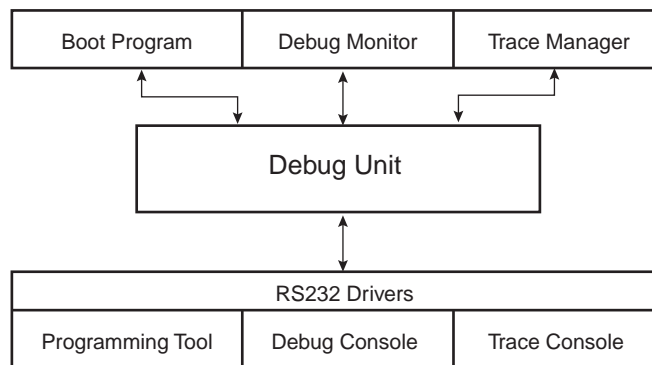 Boot Program
Debug Monitor
Trace Manager
Debug Unit
RS232 Drivers
Programming Tool
Debug Console
Trace Console